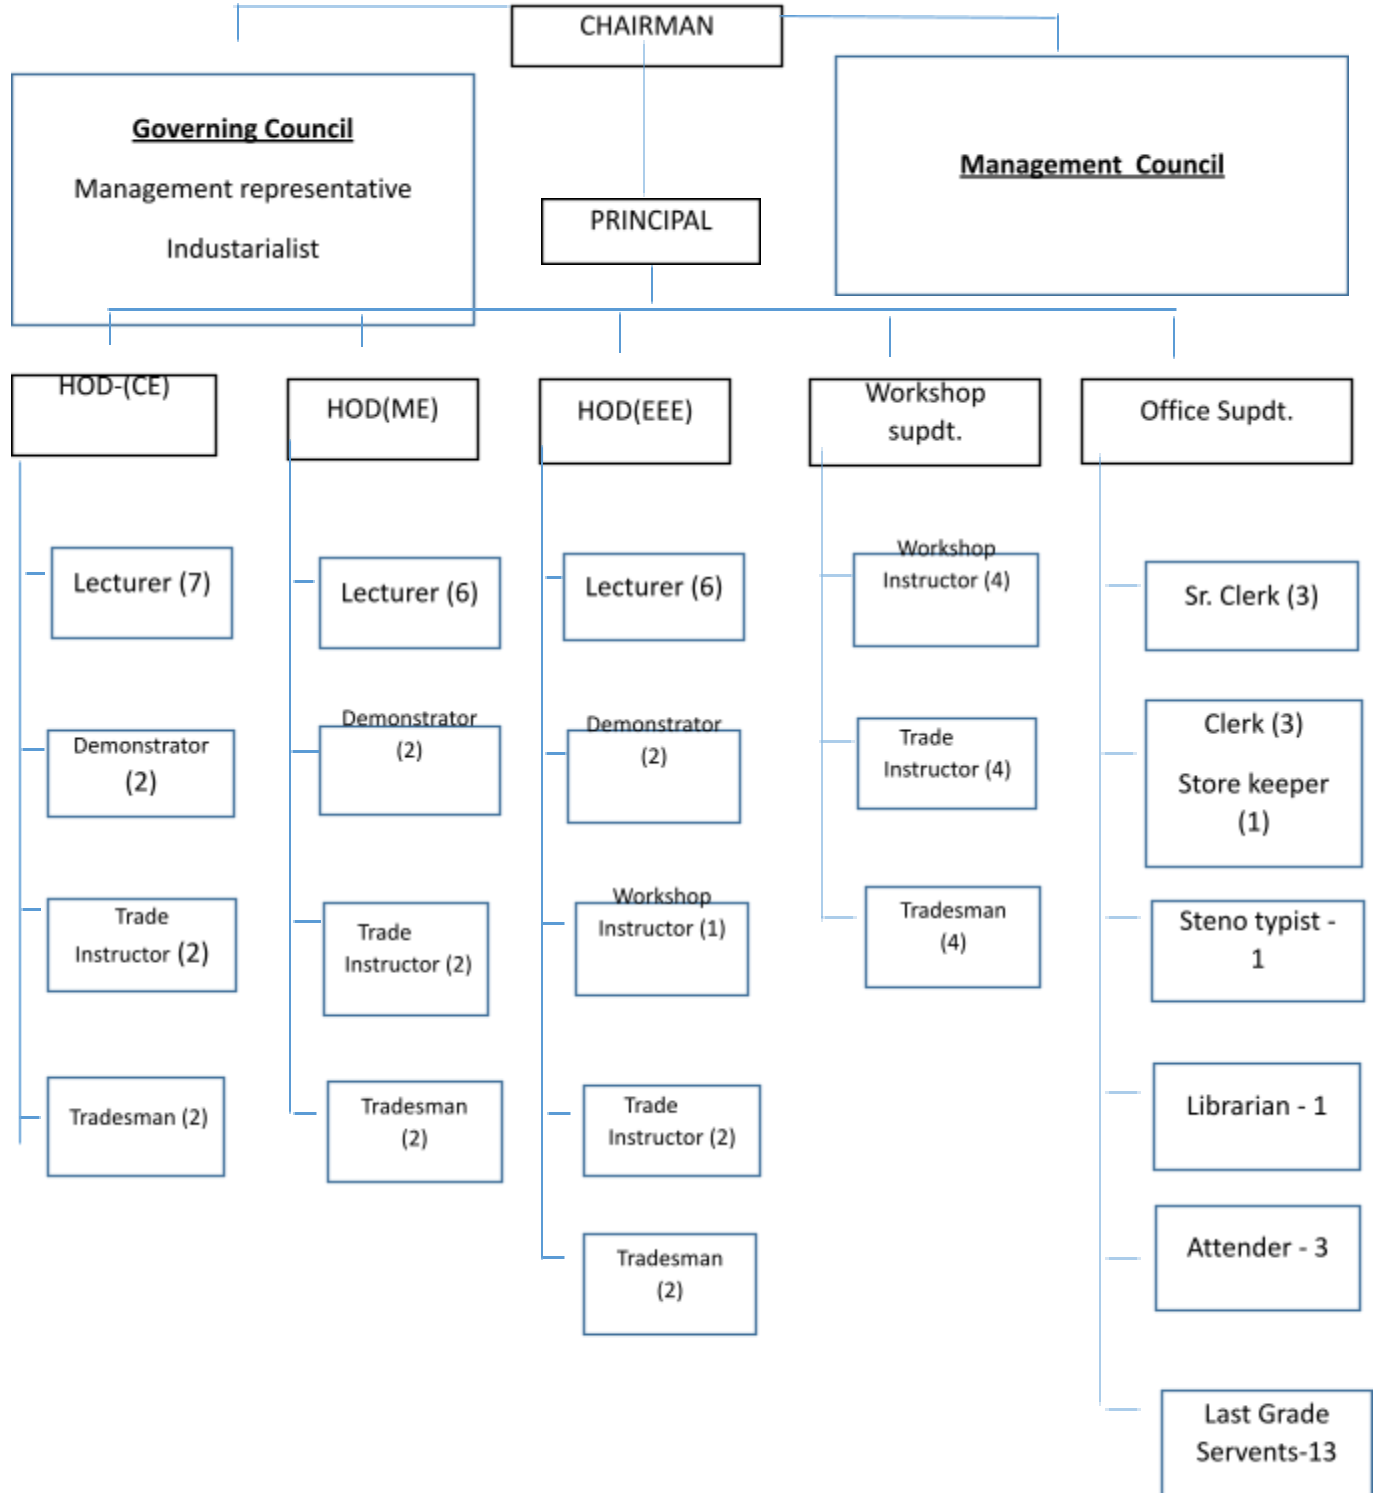 CHAIRMAN
Governing Council
Management representative
Industarialist
Management  Council
PRINCIPAL
HOD-(CE)
HOD(ME)
HOD(EEE)
Workshop
supdt.
Office Supdt.
Lecturer (7)
Demonstrator
(2)
Trade
Instructor (2)
Tradesman (2)
Lecturer (6)
Demonstrator
(2)
Trade
Instructor (2)
Tradesman
(2)
Lecturer (6)
Demonstrator
(2)
Workshop
Instructor (1)
Trade
Instructor (2)
Tradesman
(2)
Workshop
Instructor (4)
Trade
Instructor (4)
Tradesman
(4)
Sr. Clerk (3)
Clerk (3)
Store keeper
(1)
Steno typist -
1
Librarian - 1
Attender - 3
Last Grade
Servents-13